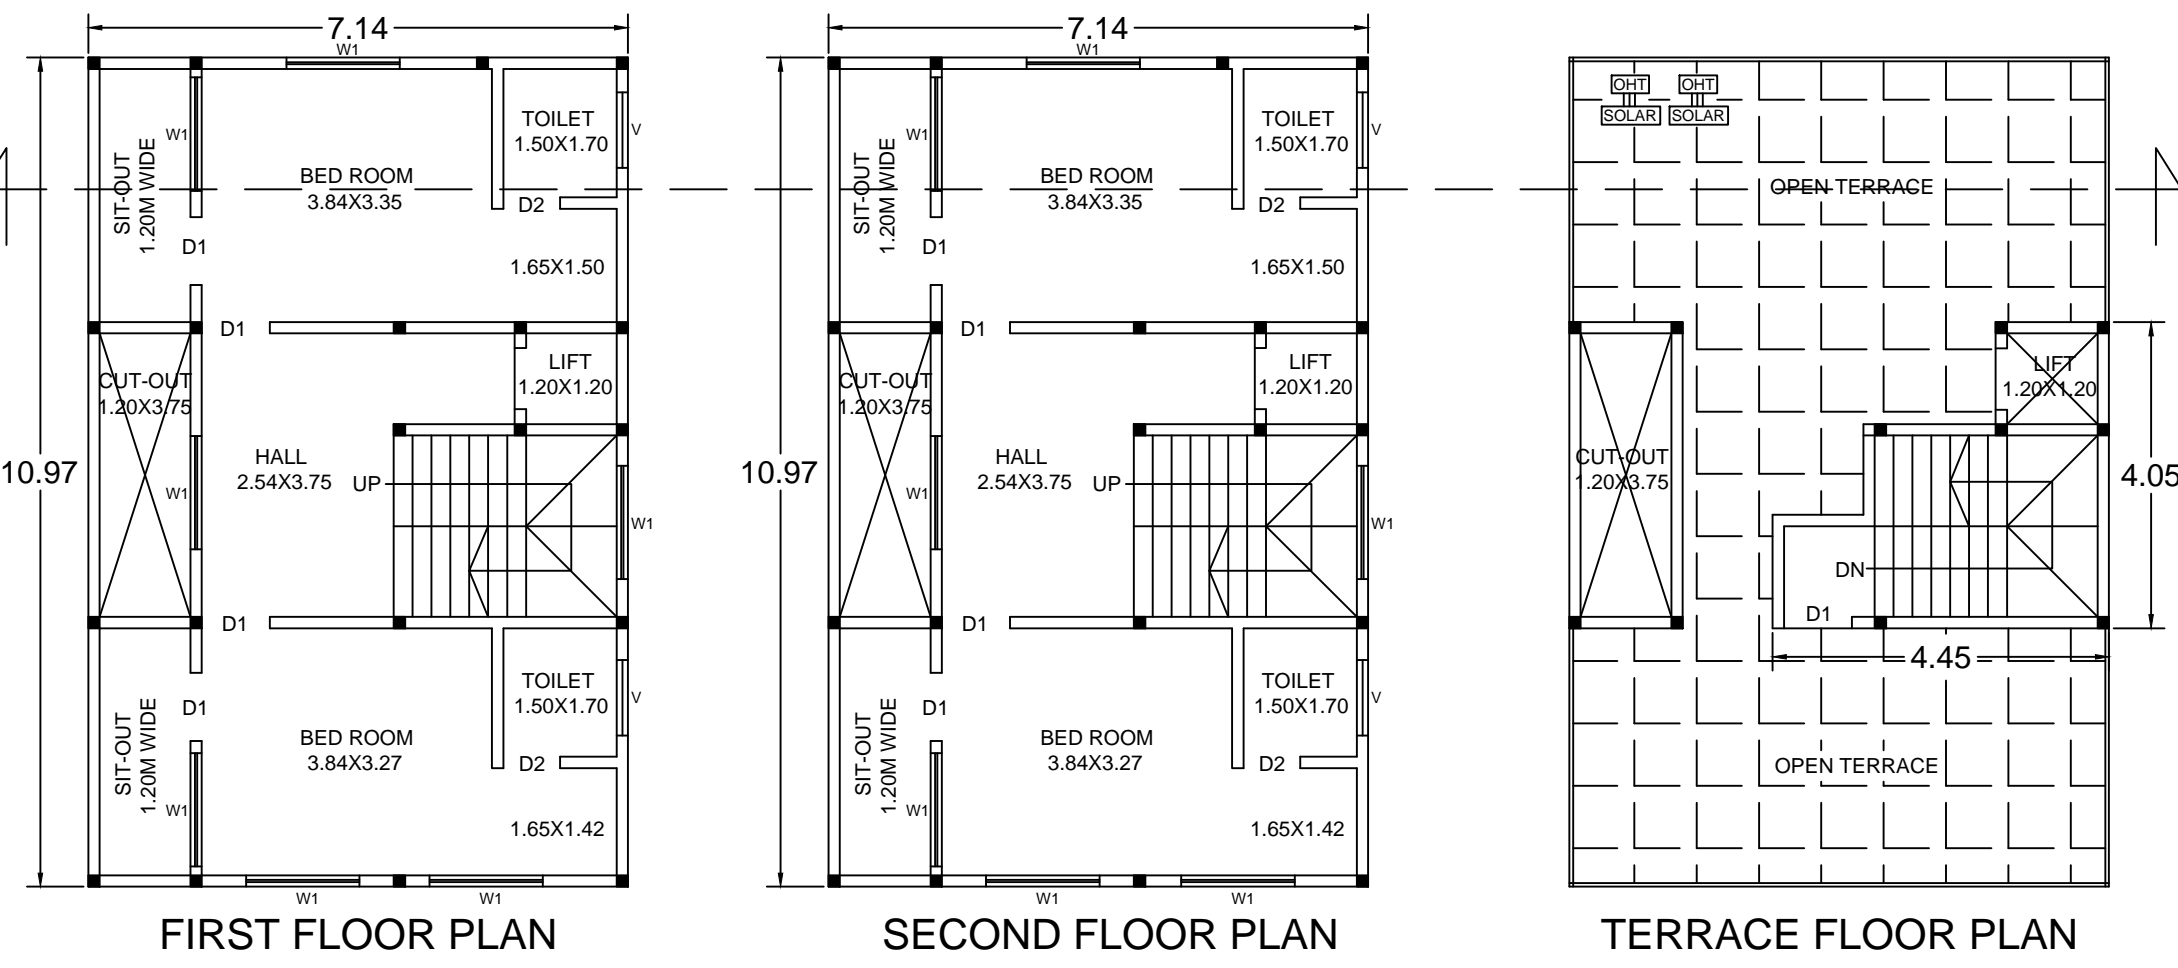 7.14
W1
W1
SIT-OUT
1.20M WIDE
BED ROOM
3.84X3.35
TOILET
1.50X1.70
V
D2
D1
1.65X1.50
D1
CUT-OUT
1.20X3.75
LIFT
1.20X1.20
10.97
W1
HALL
2.54X3.75
UP
W1
D1
TOILET
1.50X1.70
V
D1
SIT-OUT
1.20M WIDE
BED ROOM
3.84X3.27
D2
W1
1.65X1.42
W1
W1
FIRST FLOOR PLAN
7.14
W1
W1
SIT-OUT
1.20M WIDE
BED ROOM
3.84X3.35
TOILET
1.50X1.70
V
D2
D1
1.65X1.50
D1
CUT-OUT
1.20X3.75
LIFT
1.20X1.20
10.97
W1
HALL
2.54X3.75
UP
W1
D1
TOILET
1.50X1.70
V
D1
SIT-OUT
1.20M WIDE
BED ROOM
3.84X3.27
D2
W1
1.65X1.42
W1
W1
SECOND FLOOR PLAN
OHT
OHT
SOLAR
SOLAR
OPEN TERRACE
LIFT
1.20X1.20
CUT-OUT
1.20X3.75
4.05
DN
D1
4.45
OPEN TERRACE
TERRACE FLOOR PLAN